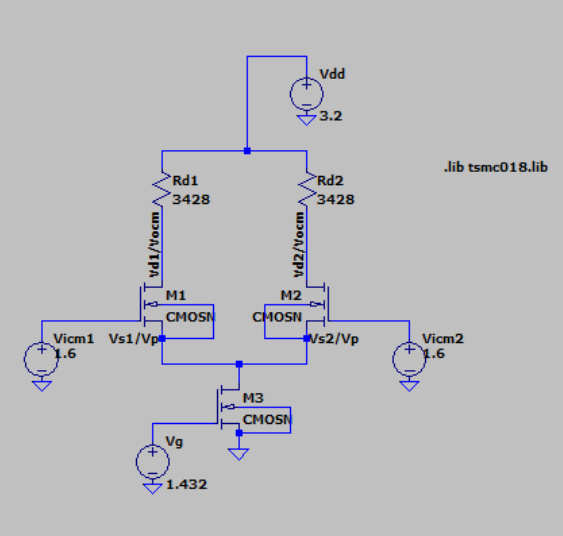 Vdd
3.2
.lib tsmc018.lib
Rd1
3428
Rd2
3428
Vd1/Vocm
Vd2/Vocm
M1
CMOSN
M2
CMOSN
Vicm1
1.6
Vs1/Vp
Vs2/Vp
Vicm2
1.6
M3
CMOSN
Vg
1.432